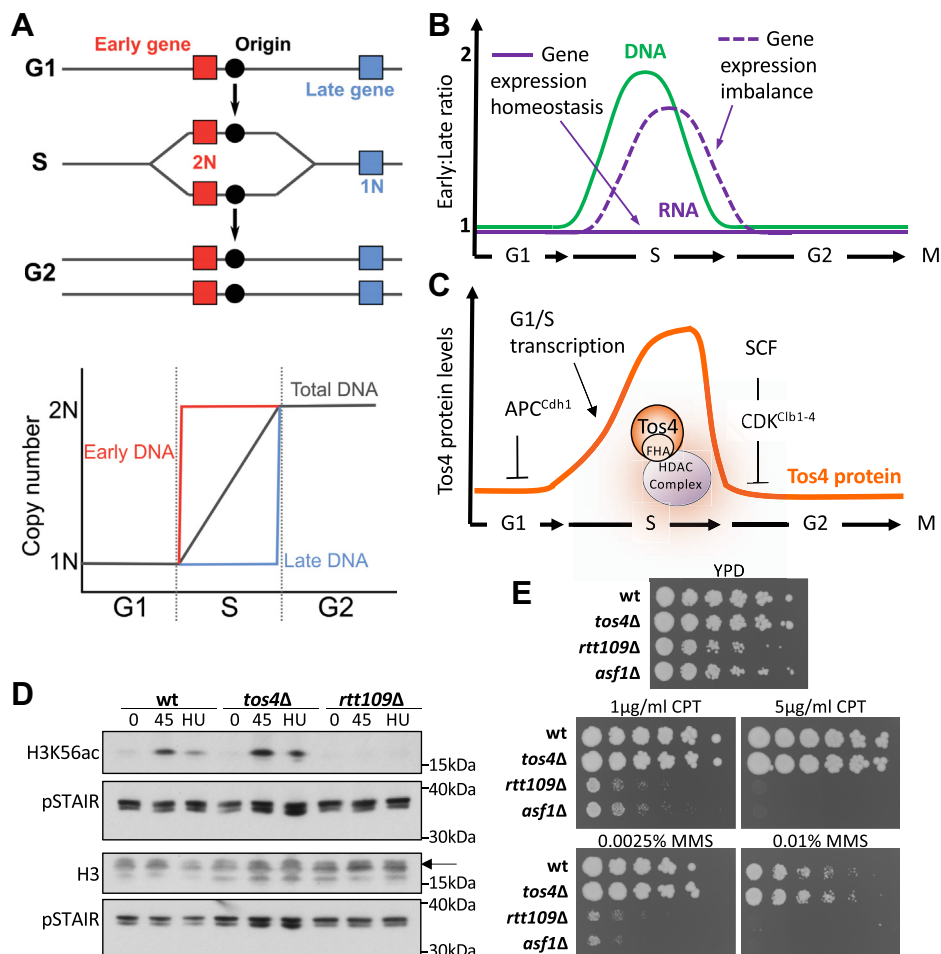 A
Early gene
Origin
G1
Late gene
S
2N
1N
G2
Copy number
2N
1N
Total DNA
Early DNA
Late DNA
G1
S
G2
B
Early:Late ratio
2
1
DNA
Gene
expression
homeostasis
Gene
expression
imbalance
RNA
G1
S
G2
M
C
Tos4 protein levels
G1/S
transcription
APC^Cdh1
SCF
CDK^Clb1-4
Tos4
FHA
HDAC
Complex
Tos4 protein
G1
S
G2
M
D
wt tos4Δ rtt109Δ
0 45 HU 0 45 HU 0 45 HU
H3K56ac
15kDa
pSTAIR
40kDa
30kDa
H3
15kDa
pSTAIR
40kDa
30kDa
E
YPD
wt
tos4Δ
rtt109Δ
asf1Δ
1µg/ml CPT
5µg/ml CPT
wt
tos4Δ
rtt109Δ
asf1Δ
0.0025% MMS
0.01% MMS
wt
tos4Δ
rtt109Δ
asf1Δ